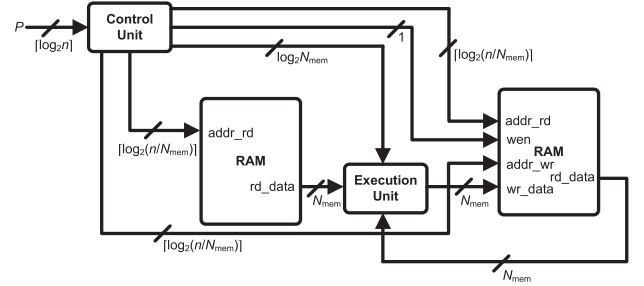 P
⌈log₂n⌉
Control
Unit
1
log₂Nmem
⌈log₂(n/Nmem)⌉
⌈log₂(n/Nmem)⌉
addr_rd
RAM
rd_data
Nmem
Execution
Unit
Nmem
addr_rd
wen
RAM
addr_wr
rd_data
wr_data
⌈log₂(n/Nmem)⌉
Nmem